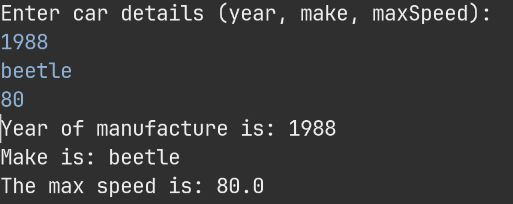 Enter car details (year, make, maxSpeed):
1988
beetle
80
Year of manufacture is: 1988
Make is: beetle
The max speed is: 80.0